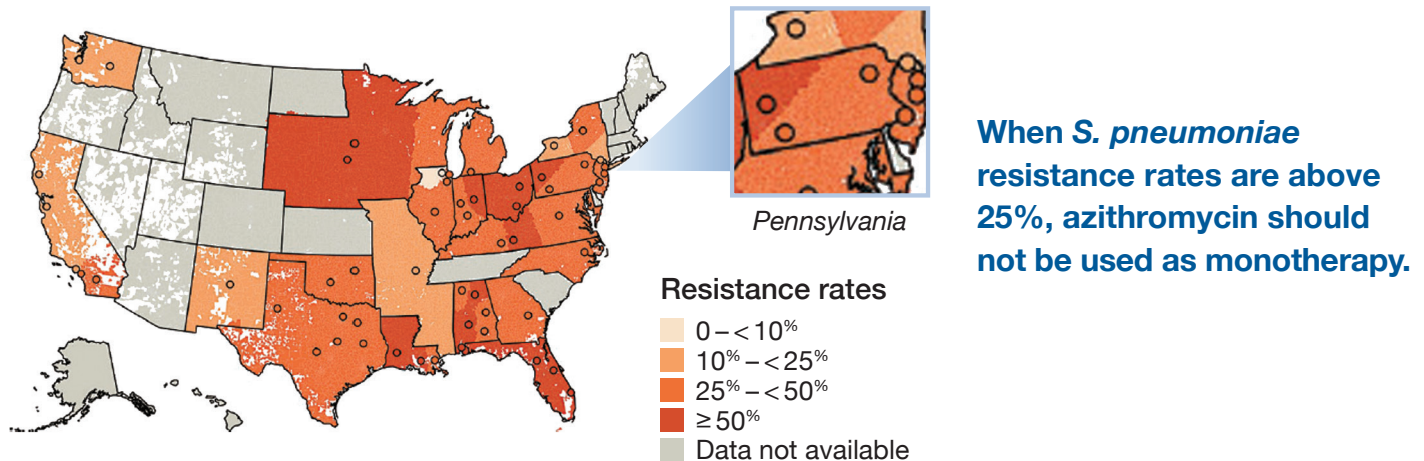 When S. pneumoniae
resistance rates are above
25%, azithromycin should
not be used as monotherapy.
Pennsylvania
Resistance rates
0 – < 10%
10% – < 25%
25% – < 50%
≥ 50%
Data not available